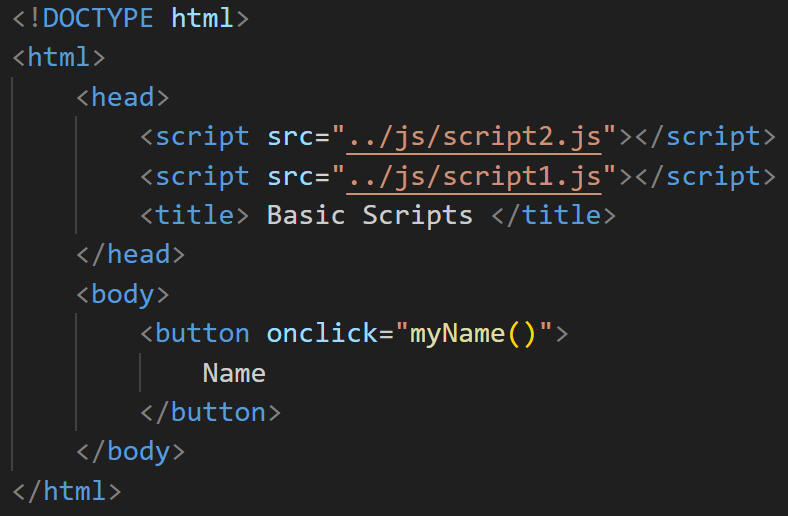 <!DOCTYPE html>
<html>
<head>
<script src="../js/script2.js"></script>
<script src="../js/script1.js"></script>
<title> Basic Scripts </title>
</head>
<body>
<button onclick="myName()">
Name
</button>
</body>
</html>